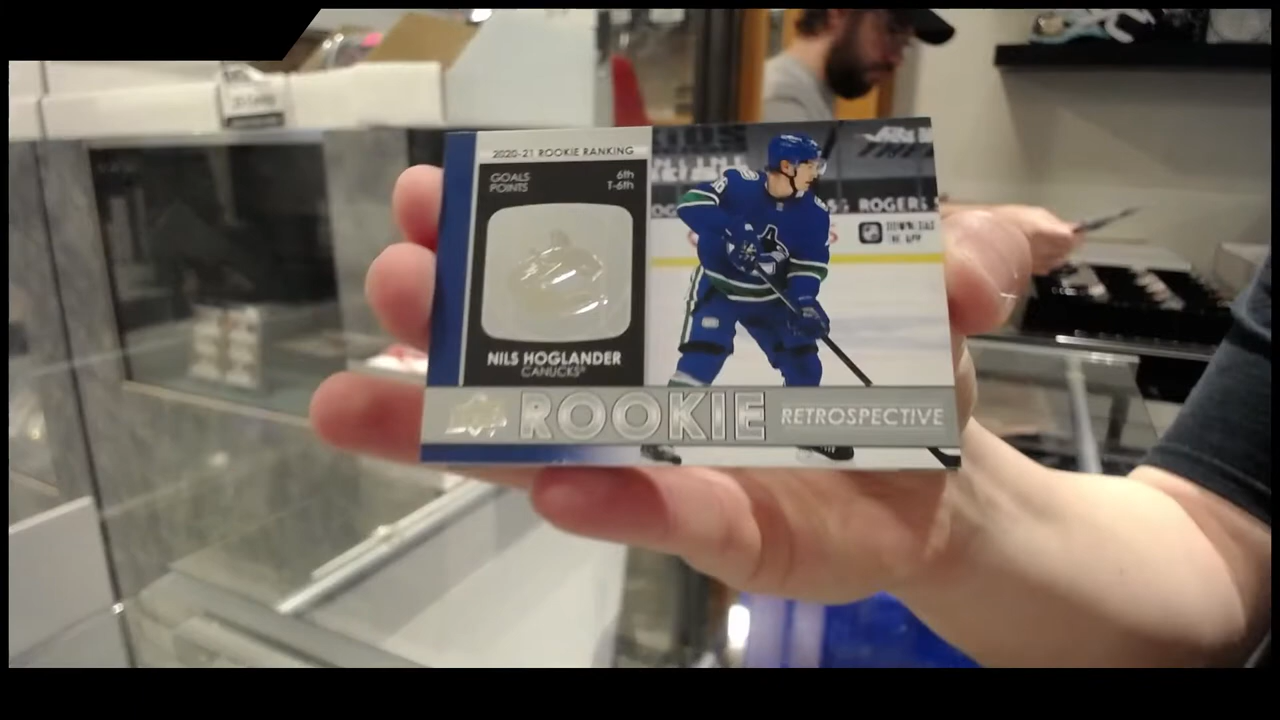 2020-21 ROOKIE RANKING
GOALS 6th
POINTS T-6th
NILS HOGLANDER
CANUCKS®
ROOKIE RETROSPECTIVE
ROGERS